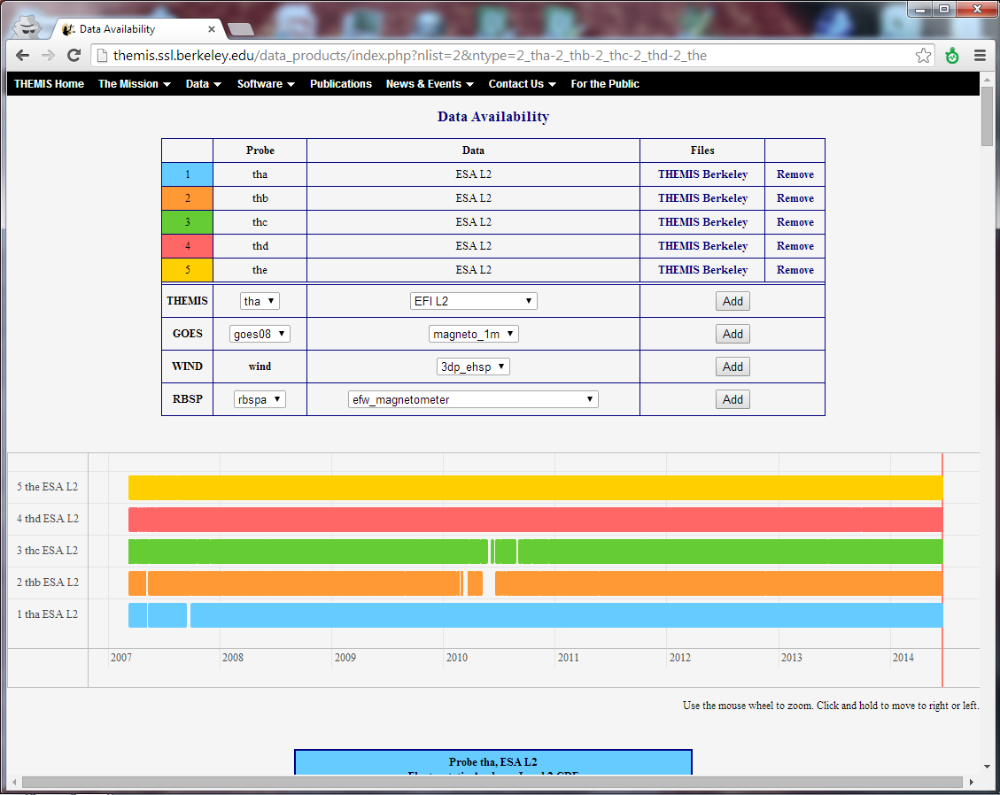 Data Availability
themis.ssl.berkeley.edu/data_products/index.php?nlist=2&ntype=2_tha-2_thb-2_thc-2_thd-2_the
THEMIS Home The Mission Data Software Publications News & Events Contact Us For the Public
Data Availability
Probe Data Files
1 tha ESA L2 THEMIS Berkeley Remove
2 thb ESA L2 THEMIS Berkeley Remove
3 thc ESA L2 THEMIS Berkeley Remove
4 thd ESA L2 THEMIS Berkeley Remove
5 the ESA L2 THEMIS Berkeley Remove
THEMIS tha EFI L2 Add
GOES goes08 magneto_1m Add
WIND wind 3dp_ehsp Add
RBSP rbspa efw_magnetometer Add
5 the ESA L2
4 thd ESA L2
3 thc ESA L2
2 thb ESA L2
1 tha ESA L2
2007 2008 2009 2010 2011 2012 2013 2014
Use the mouse wheel to zoom. Click and hold to move to right or left.
Probe tha, ESA L2